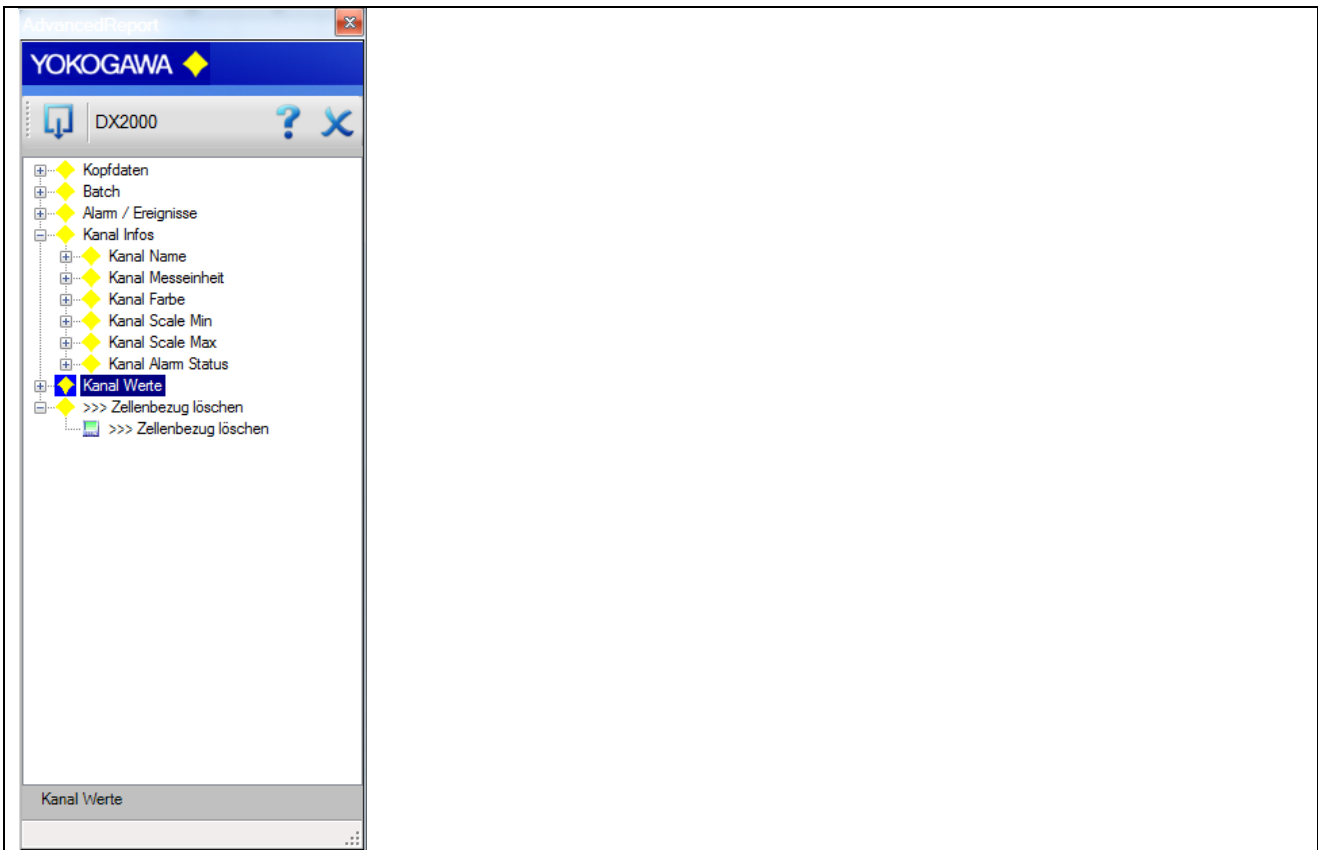 AdvancedReport
YOKOGAWA
DX2000
Kopfdaten
Batch
Alarm / Ereignisse
Kanal Infos
Kanal Name
Kanal Messeinheit
Kanal Farbe
Kanal Scale Min
Kanal Scale Max
Kanal Alarm Status
Kanal Werte
>>> Zellenbezug löschen
>>> Zellenbezug löschen
Kanal Werte